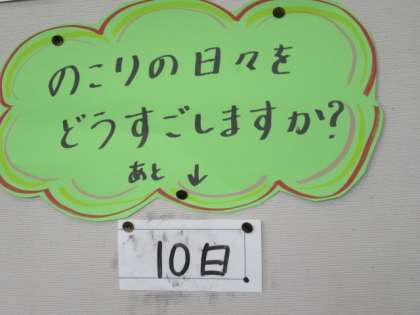 のこりの日々を
どうすごしますか?
あと↓
10日